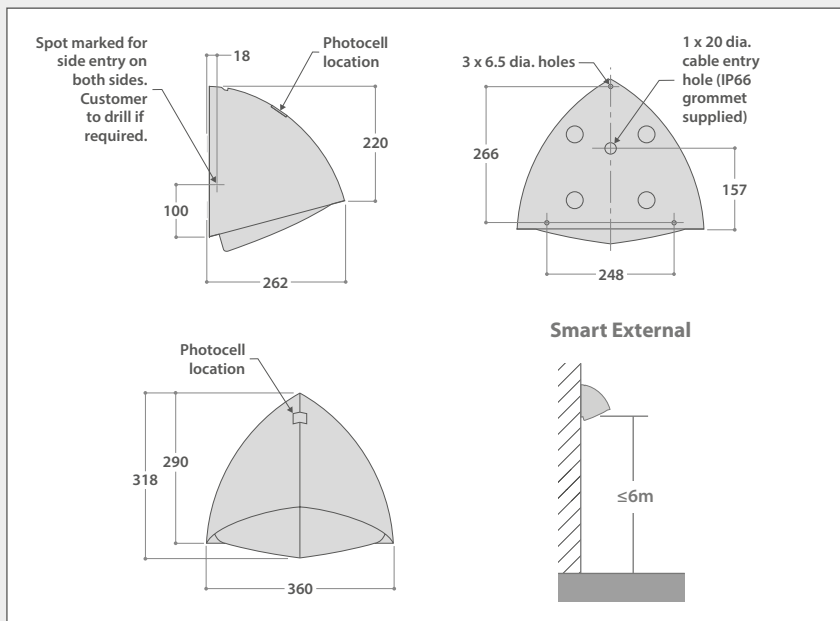 Spot marked for
side entry on
both sides.
Customer
to drill if
required.
18
Photocell
location
220
100
262
3 x 6.5 dia. holes
1 x 20 dia.
cable entry
hole (IP66
grommet
supplied)
266
157
248
Photocell
location
290
318
360
Smart External
≤6m